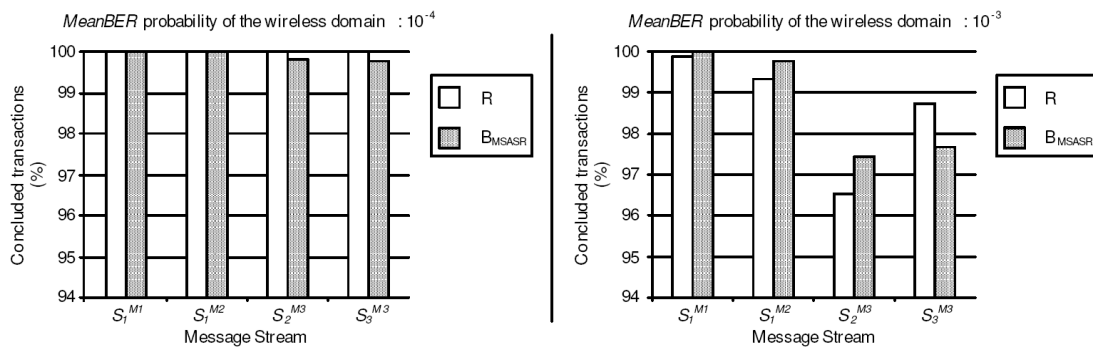 MeanBER probability of the wireless domain : 10⁻⁴
Concluded transactions
(%)
100
99
98
97
96
95
94
S₁ᴹ¹ S₁ᴹ² S₂ᴹ³ S₃ᴹ³
Message Stream
R
B_MSASR
MeanBER probability of the wireless domain : 10⁻³
Concluded transactions
(%)
100
99
98
97
96
95
94
S₁ᴹ¹ S₁ᴹ² S₂ᴹ³ S₃ᴹ³
Message Stream
R
B_MSASR